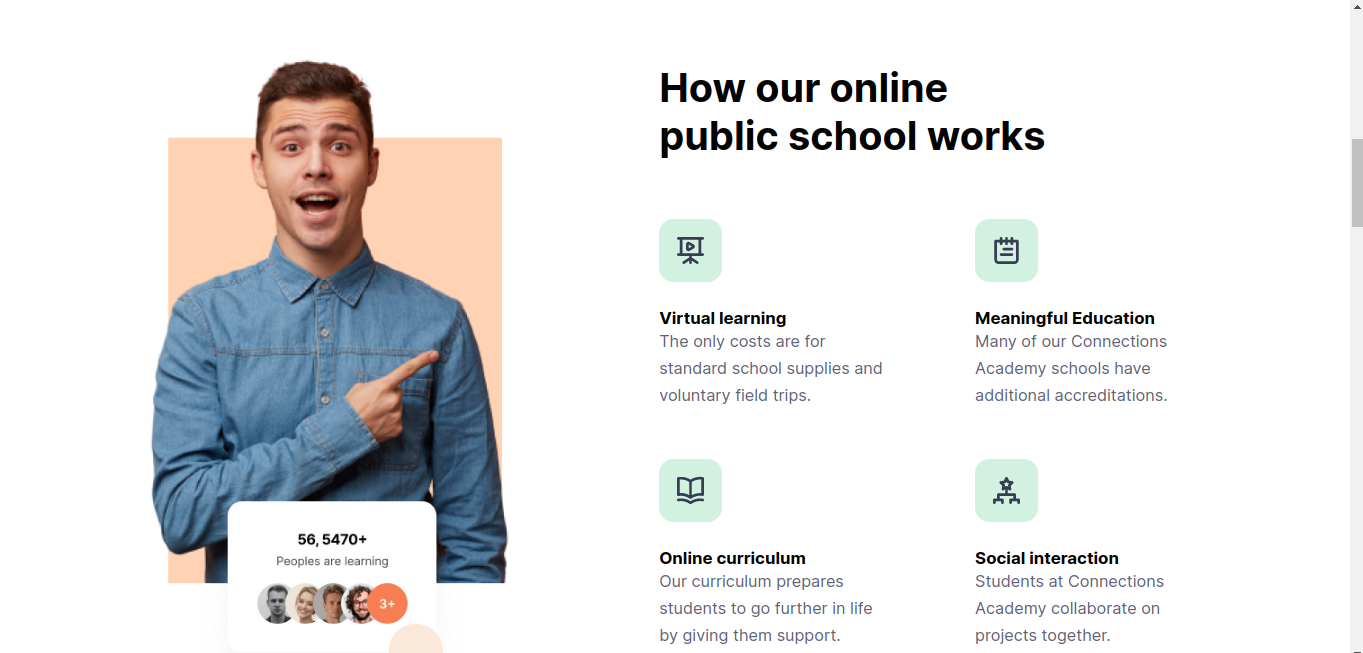 How our online
public school works
Virtual learning
The only costs are for
standard school supplies and
voluntary field trips.
Meaningful Education
Many of our Connections
Academy schools have
additional accreditations.
Online curriculum
Our curriculum prepares
students to go further in life
by giving them support.
Social interaction
Students at Connections
Academy collaborate on
projects together.
56, 5470+
Peoples are learning
3+